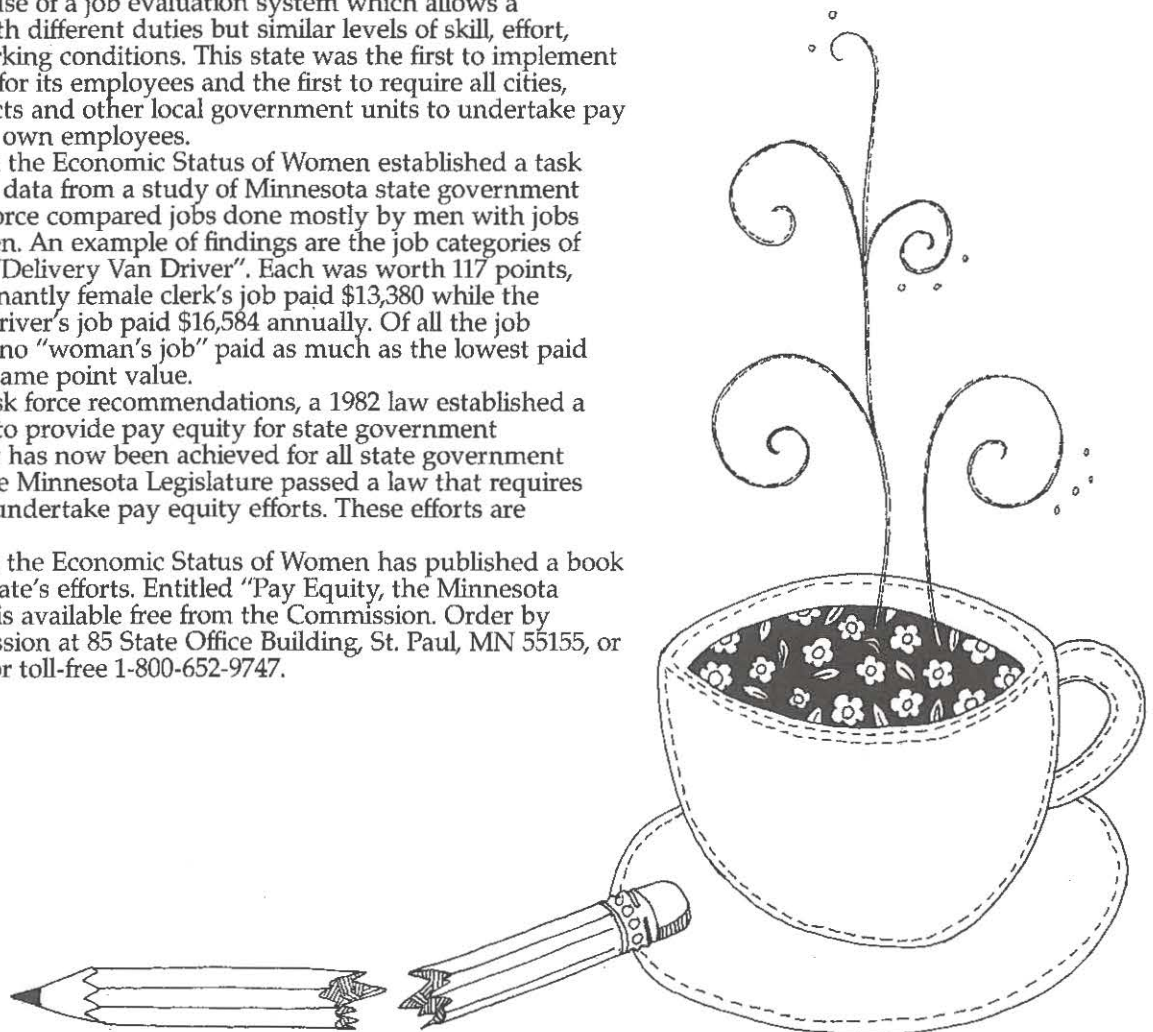 use of a job evaluation system which allows a
th different duties but similar levels of skill, effort,
king conditions. This state was the first to implement
for its employees and the first to require all cities,
cts and other local government units to undertake pay
own employees.
the Economic Status of Women established a task
data from a study of Minnesota state government
orce compared jobs done mostly by men with jobs
en. An example of findings are the job categories of
"Delivery Van Driver". Each was worth 117 points,
nantly female clerk's job paid $13,380 while the
river's job paid $16,584 annually. Of all the job
no "woman's job" paid as much as the lowest paid
ame point value.
sk force recommendations, a 1982 law established a
to provide pay equity for state government
has now been achieved for all state government
e Minnesota Legislature passed a law that requires
undertake pay equity efforts. These efforts are
the Economic Status of Women has published a book
ate's efforts. Entitled "Pay Equity, the Minnesota
is available free from the Commission. Order by
ssion at 85 State Office Building, St. Paul, MN 55155, or
or toll-free 1-800-652-9747.